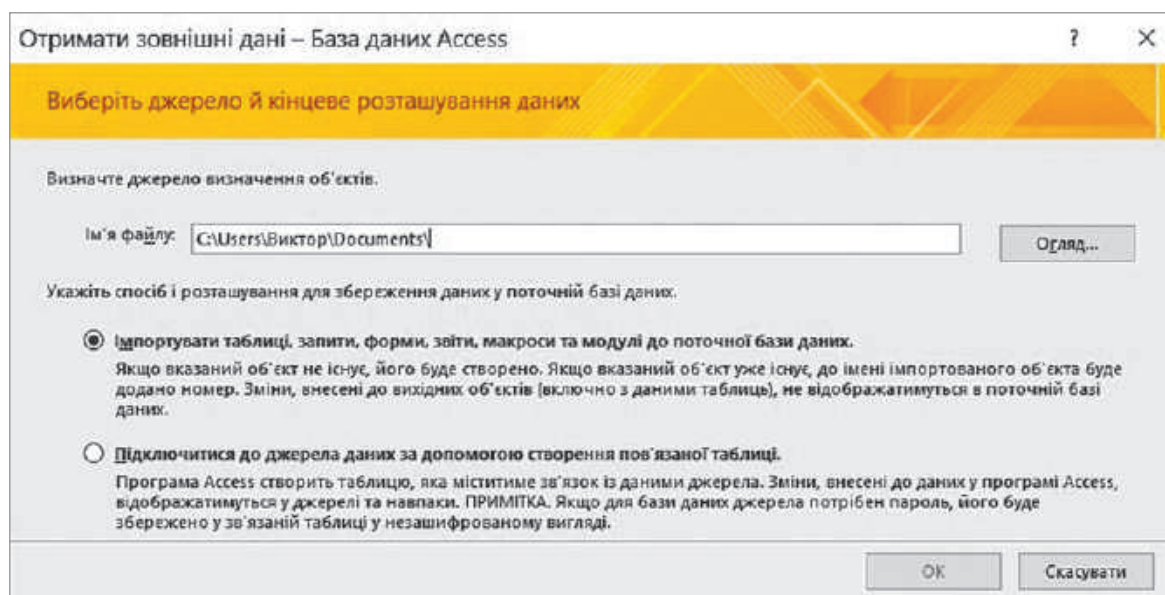 Отримати зовнішні дані – База даних Access
?
Виберіть джерело й кінцеве розташування даних
Визначте джерело визначення об'єктів.
Ім'я файлу: C:\Users\Виктор\Documents\
Огляд...
Укажіть спосіб і розташування для збереження даних у поточній базі даних.
Імпортувати таблиці, запити, форми, звіти, макроси та модулі до поточної бази даних.
Якщо вказаний об'єкт не існує, його буде створено. Якщо вказаний об'єкт уже існує, до імені імпортованого об'єкта буде
додано номер. Зміни, внесені до вихідних об'єктів (включно з даними таблиць), не відображатимуться в поточній базі
даних.
Підключитися до джерела даних за допомогою створення пов'язаної таблиці.
Програма Access створить таблицю, яка міститиме зв'язок із даними джерела. Зміни, внесені до даних у програмі Access,
відображатимуться у джерелі та навпаки. ПРИМІТКА. Якщо для бази даних джерела потрібен пароль, його буде
збережено у зв'язаній таблиці у незашифрованому вигляді.
ОК
Скасувати